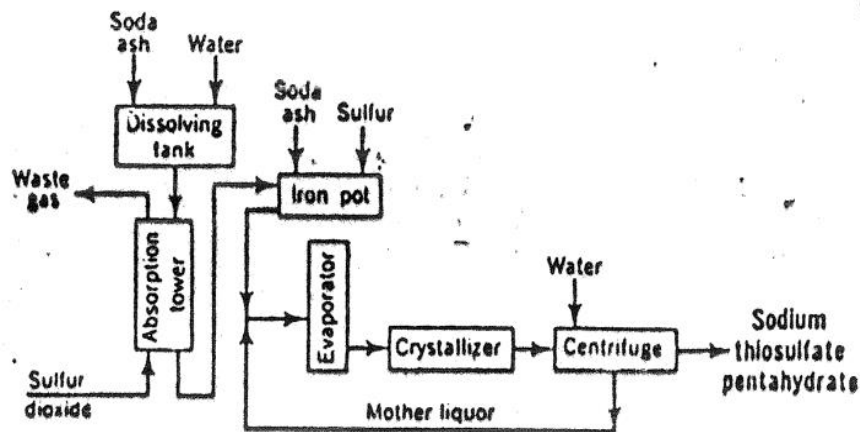 Soda
ash
Water
Dissolving
tank
Soda
ash
Sulfur
Iron pot
Waste
gas
Absorption
tower
Evaporator
Water
Crystallizer
Centrifuge
Sodium
thiosulfate
pentahydrate
Sulfur
dioxide
Mother liquor